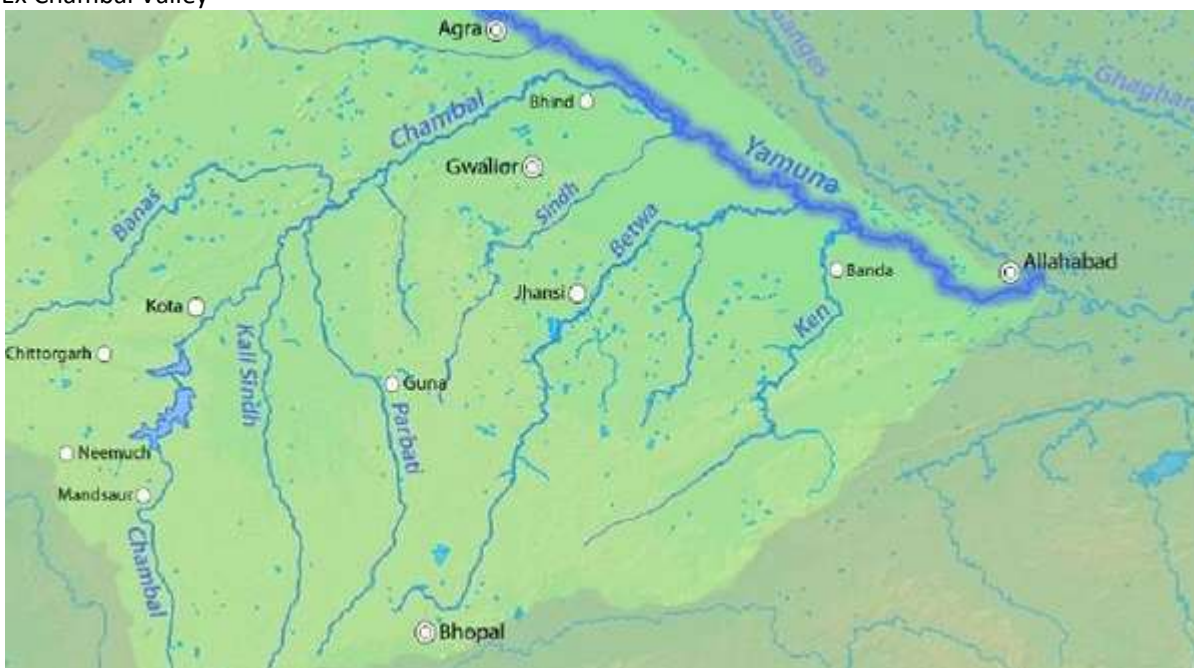 Ex Chambal Valley
Agra
Ganges
Ghaghar
Chambal
Bhind
Yamuna
Gwalior
Sindh
Banas
Betwa
Allahabad
Banda
Jhansi
Kota
Ken
Kali Sindh
Chittorgarh
Guna
Parbati
Neemuch
Mandsaur
Chambal
Bhopal